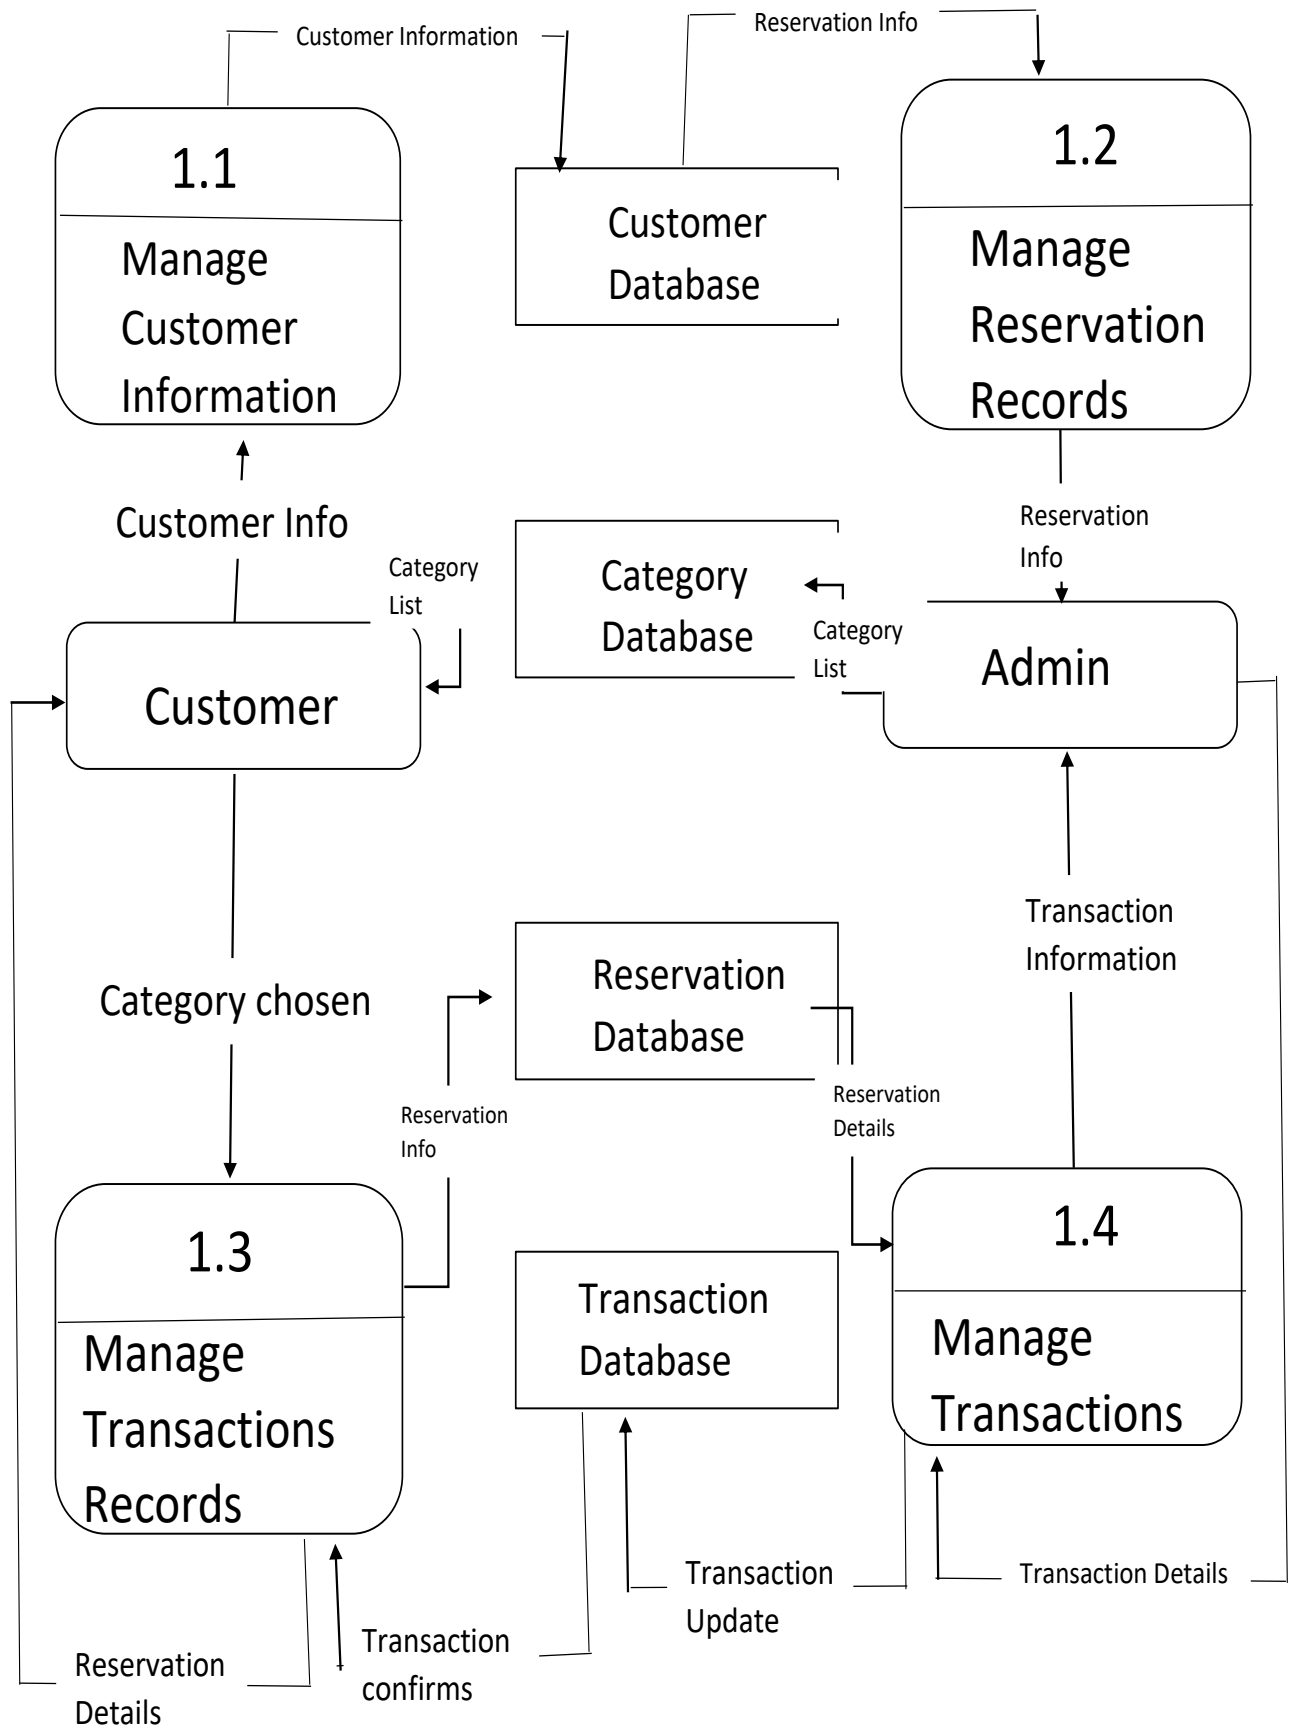 Customer Information
Reservation Info
1.1
Manage
Customer
Information
Customer
Database
1.2
Manage
Reservation
Records
Customer Info
Category
List
Category
Database
Category
List
Reservation
Info
Customer
Admin
Category chosen
Reservation
Info
Reservation
Database
Reservation
Details
Transaction
Information
1.3
Manage
Transactions
Records
Transaction
Database
1.4
Manage
Transactions
Reservation
Details
Transaction
confirms
Transaction
Update
Transaction Details